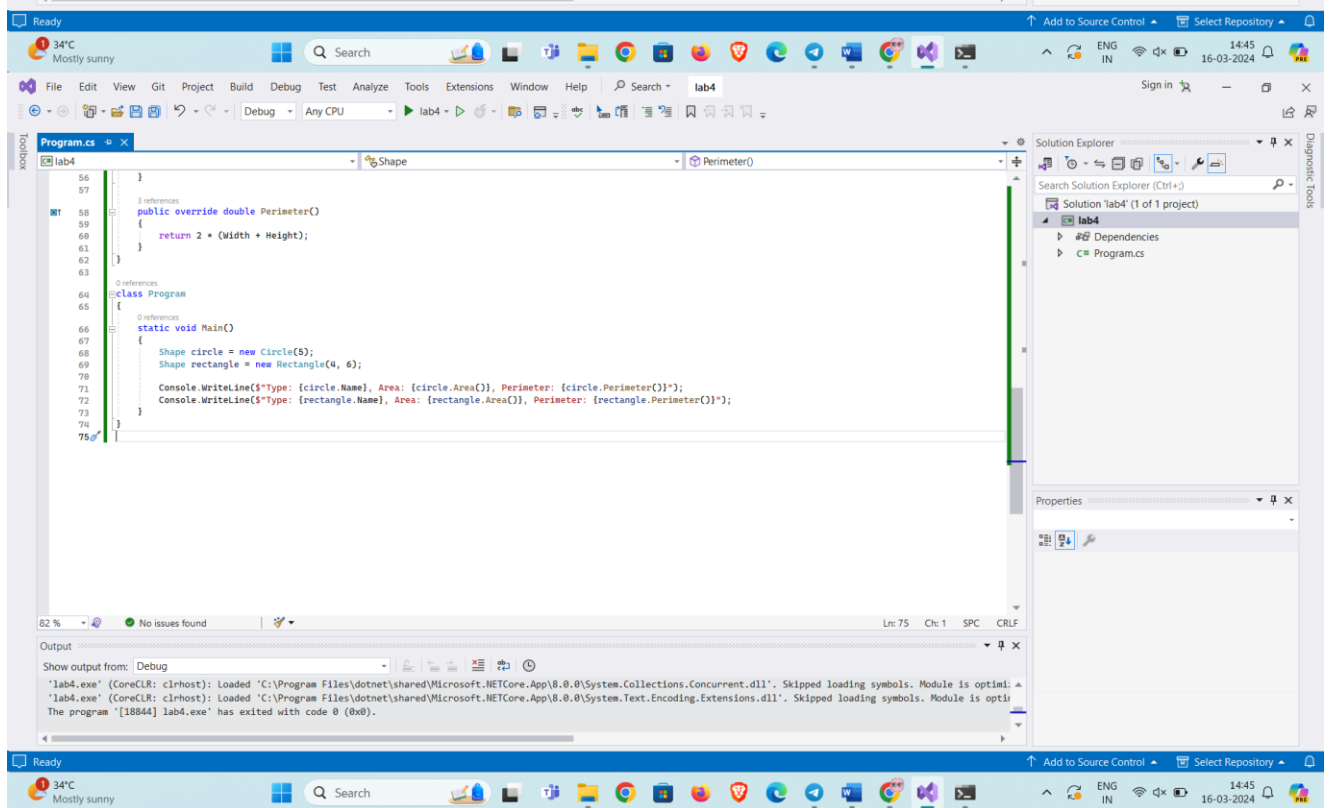 Ready
Add to Source Control
Select Repository
1
34°C
Mostly sunny
Search
ENG
IN
14:45
16-03-2024
PRE
File Edit View Git Project Build Debug Test Analyze Tools Extensions Window Help Search lab4
Sign in
Debug Any CPU lab4
Toolbox
Program.cs
lab4 Shape Perimeter()
56 }
57
3 references
58 public override double Perimeter()
59 {
60 return 2 * (Width + Height);
61 }
62 }
63
0 references
64 class Program
65 {
0 references
66 static void Main()
67 {
68 Shape circle = new Circle(5);
69 Shape rectangle = new Rectangle(4, 6);
70
71 Console.WriteLine($"Type: {circle.Name}, Area: {circle.Area()}, Perimeter: {circle.Perimeter()}");
72 Console.WriteLine($"Type: {rectangle.Name}, Area: {rectangle.Area()}, Perimeter: {rectangle.Perimeter()}");
73 }
74 }
75
82 % No issues found Ln: 75 Ch: 1 SPC CRLF
Solution Explorer
Search Solution Explorer (Ctrl+;)
Solution 'lab4' (1 of 1 project)
lab4
Dependencies
C# Program.cs
Diagnostic Tools
Properties
Output
Show output from: Debug
'lab4.exe' (CoreCLR: clrhost): Loaded 'C:\Program Files\dotnet\shared\Microsoft.NETCore.App\8.0.0\System.Collections.Concurrent.dll'. Skipped loading symbols. Module is optimi
'lab4.exe' (CoreCLR: clrhost): Loaded 'C:\Program Files\dotnet\shared\Microsoft.NETCore.App\8.0.0\System.Text.Encoding.Extensions.dll'. Skipped loading symbols. Module is opti
The program '[18844] lab4.exe' has exited with code 0 (0x0).
Ready
Add to Source Control
Select Repository
1
34°C
Mostly sunny
Search
ENG
IN
14:45
16-03-2024
PRE